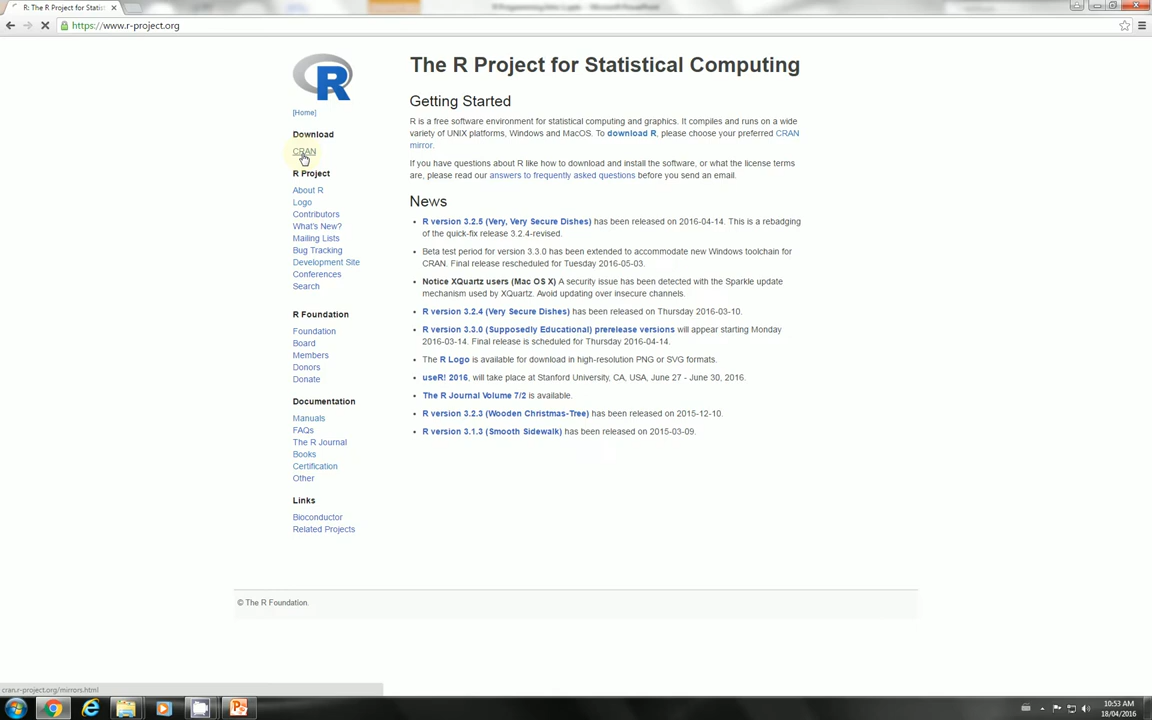 R: The R Project for Statist
R Programming Intro 1.pptx - Microsoft PowerPoint
https://www.r-project.org
R
[Home]
Download
CRAN
R Project
About R
Logo
Contributors
What's New?
Mailing Lists
Bug Tracking
Development Site
Conferences
Search
R Foundation
Foundation
Board
Members
Donors
Donate
Documentation
Manuals
FAQs
The R Journal
Books
Certification
Other
Links
Bioconductor
Related Projects
The R Project for Statistical Computing
Getting Started
R is a free software environment for statistical computing and graphics. It compiles and runs on a wide
variety of UNIX platforms, Windows and MacOS. To download R, please choose your preferred CRAN
mirror.
If you have questions about R like how to download and install the software, or what the license terms
are, please read our answers to frequently asked questions before you send an email.
News
R version 3.2.5 (Very, Very Secure Dishes) has been released on 2016-04-14. This is a rebadging
of the quick-fix release 3.2.4-revised.
Beta test period for version 3.3.0 has been extended to accommodate new Windows toolchain for
CRAN. Final release rescheduled for Tuesday 2016-05-03.
Notice XQuartz users (Mac OS X) A security issue has been detected with the Sparkle update
mechanism used by XQuartz. Avoid updating over insecure channels.
R version 3.2.4 (Very Secure Dishes) has been released on Thursday 2016-03-10.
R version 3.3.0 (Supposedly Educational) prerelease versions will appear starting Monday
2016-03-14. Final release is scheduled for Thursday 2016-04-14.
The R Logo is available for download in high-resolution PNG or SVG formats.
useR! 2016, will take place at Stanford University, CA, USA, June 27 - June 30, 2016.
The R Journal Volume 7/2 is available.
R version 3.2.3 (Wooden Christmas-Tree) has been released on 2015-12-10.
R version 3.1.3 (Smooth Sidewalk) has been released on 2015-03-09.
© The R Foundation.
cran.r-project.org/mirrors.html
10:53 AM
18/04/2016